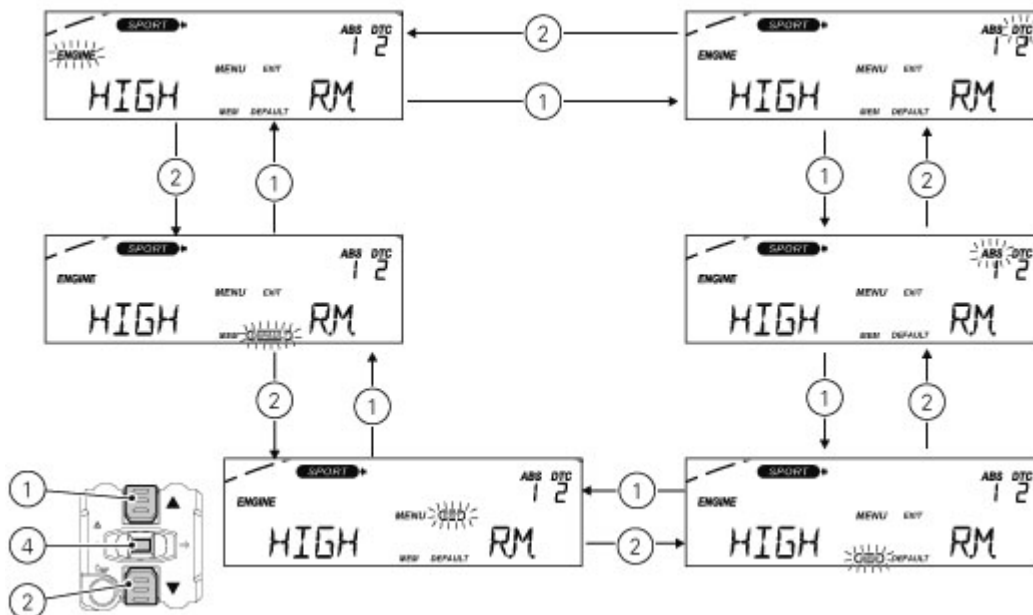 SPORT
ABS DTC
1 2
ENGINE
MENU EXIT
HIGH RM
MEM DEFAULT
2
1
SPORT
ABS DTC
1 2
ENGINE
MENU EXIT
HIGH RM
MEM DEFAULT
2
1
1
2
SPORT
ABS DTC
1 2
ENGINE
MENU EXIT
HIGH RM
MEM
SPORT
ABS DTC
1 2
ENGINE
MENU EXIT
HIGH RM
MEM DEFAULT
2
1
1
2
SPORT
ABS DTC
1 2
ENGINE
MENU
HIGH RM
MEM DEFAULT
1
2
SPORT
ABS DTC
1 2
ENGINE
MENU EXIT
HIGH RM
DEFAULT
1
4
2